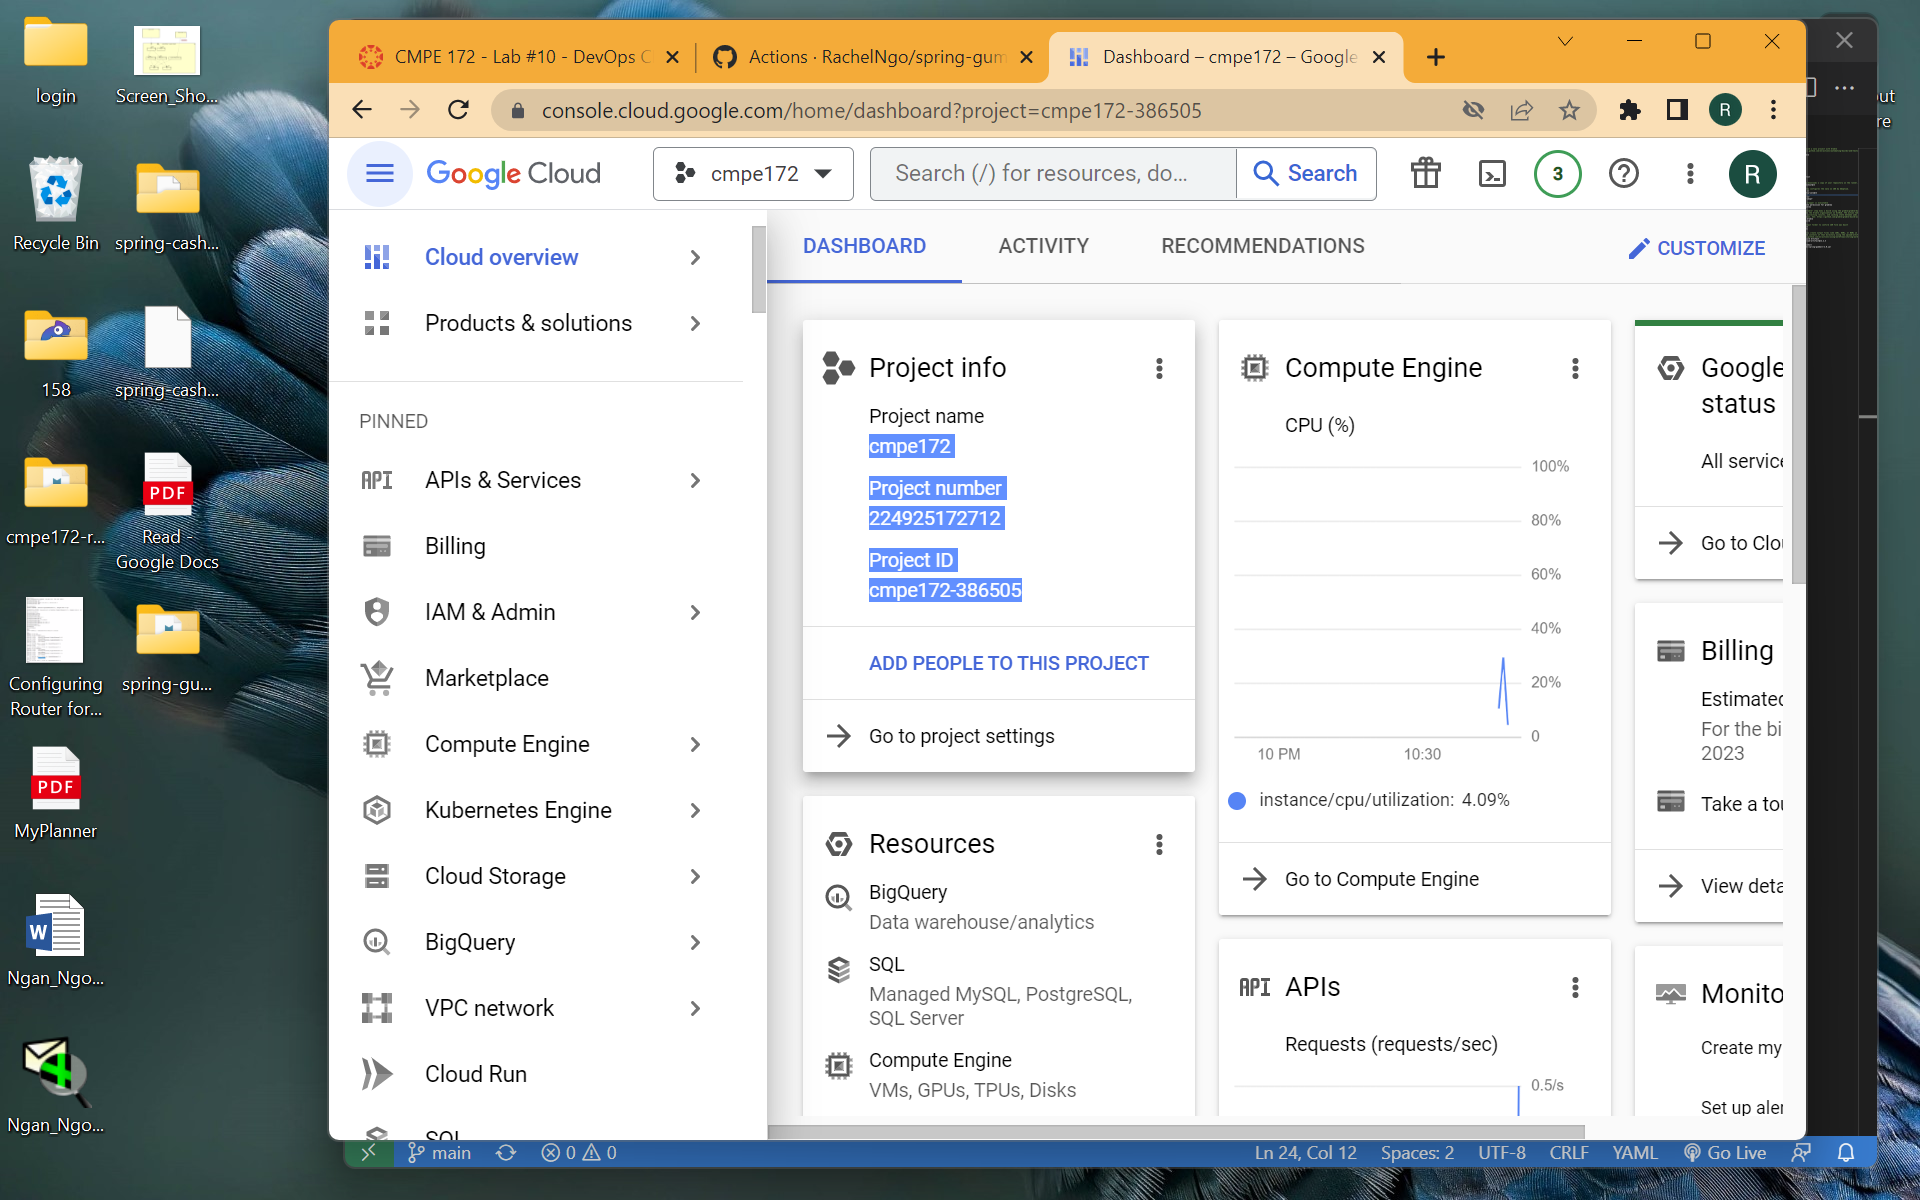 login
Screen_Sho...
Recycle Bin
spring-cash...
158
spring-cash...
cmpe172-r...
PDF
Read -
Google Docs
Configuring
Router for...
spring-gu...
PDF
MyPlanner
W
Ngan_Ngo...
4
Ngan_Ngo...
CMPE 172 - Lab #10 - DevOps C
Actions · RachelNgo/spring-gum
Dashboard – cmpe172 – Google
console.cloud.google.com/home/dashboard?project=cmpe172-386505
R
Google Cloud
cmpe172
Search (/) for resources, do...
Search
3
R
Cloud overview
Products & solutions
PINNED
API APIs & Services
Billing
IAM & Admin
Marketplace
Compute Engine
Kubernetes Engine
Cloud Storage
BigQuery
VPC network
Cloud Run
SQL
DASHBOARD
ACTIVITY
RECOMMENDATIONS
CUSTOMIZE
Project info
Project name
cmpe172
Project number
224925172712
Project ID
cmpe172-386505
ADD PEOPLE TO THIS PROJECT
Go to project settings
Resources
BigQuery
Data warehouse/analytics
SQL
Managed MySQL, PostgreSQL,
SQL Server
Compute Engine
VMs, GPUs, TPUs, Disks
Compute Engine
CPU (%)
100%
80%
60%
40%
20%
0
10 PM
10:30
instance/cpu/utilization: 4.09%
Go to Compute Engine
API APIs
Requests (requests/sec)
0.5/s
Google
status
All service
Go to Clou
Billing
Estimated
For the bi
2023
Take a tou
View deta
Monito
Create my
Set up aler
out
re
main
0
0
Ln 24, Col 12
Spaces: 2
UTF-8
CRLF
YAML
Go Live